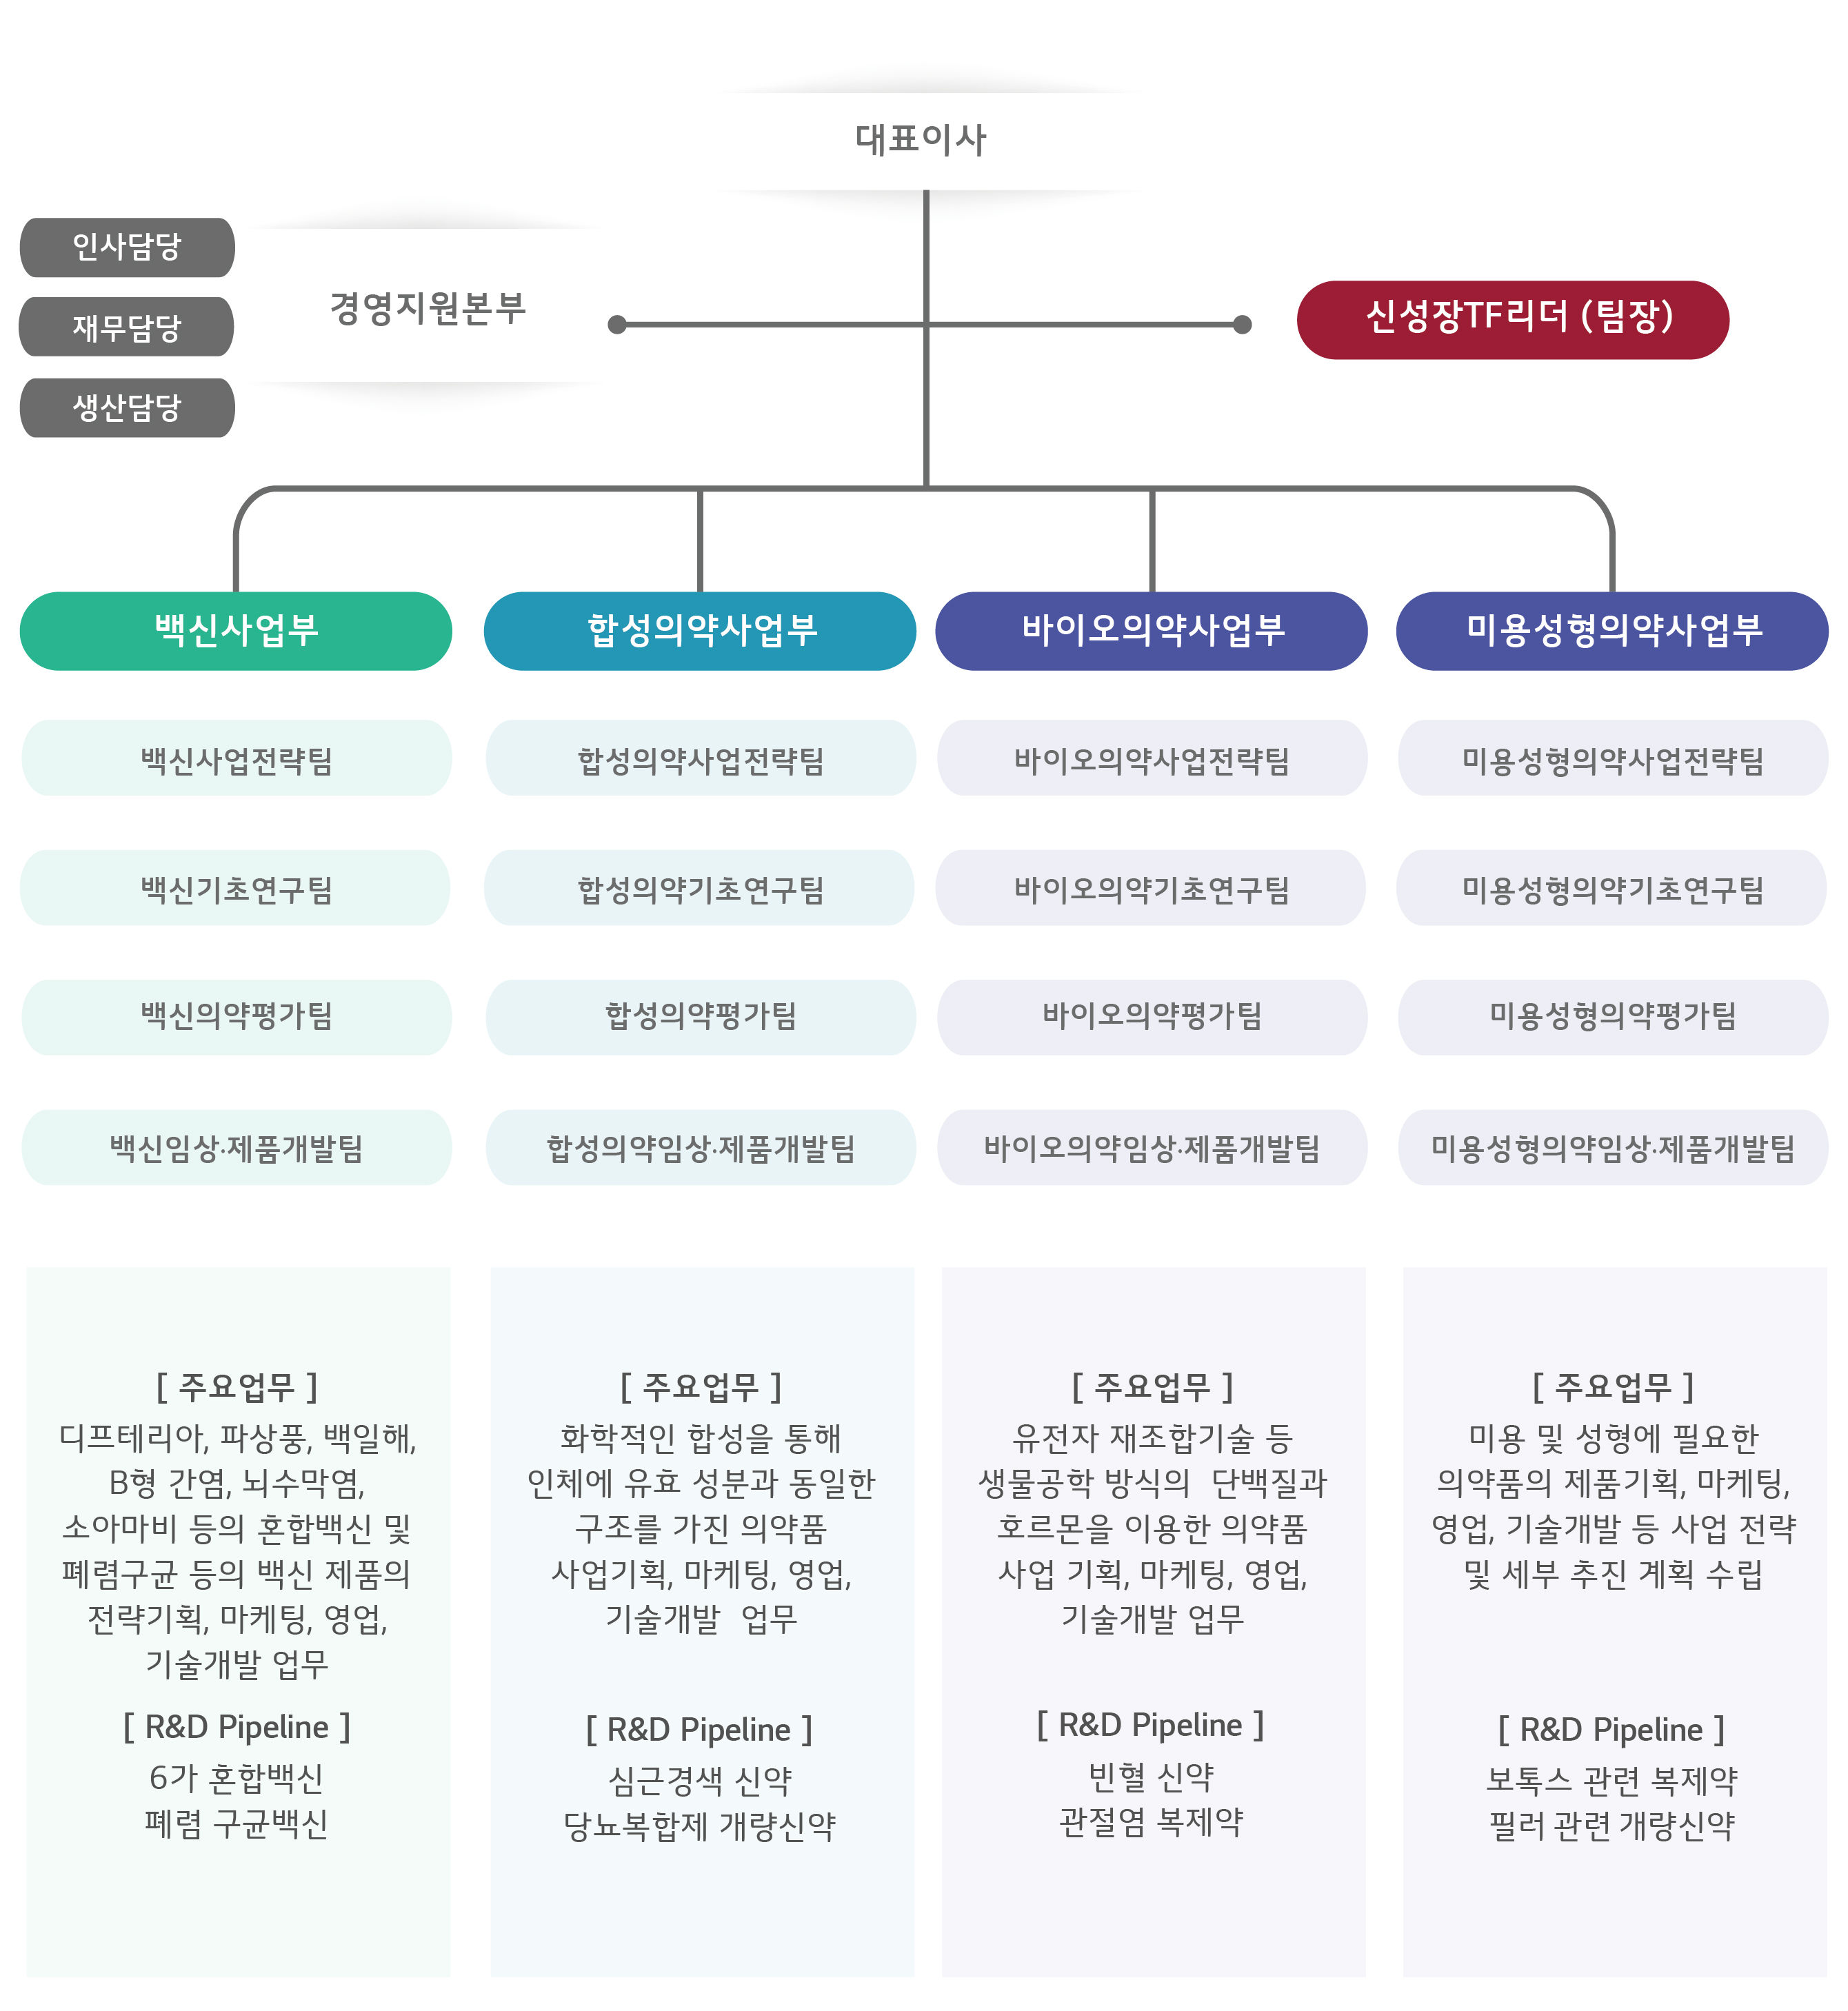 대표이사
인사담당
재무담당
생산담당
경영지원본부
신성장TF리더 (팀장)
백신사업부
합성의약사업부
바이오의약사업부
미용성형의약사업부
백신사업전략팀
합성의약사업전략팀
바이오의약사업전략팀
미용성형의약사업전략팀
백신기초연구팀
합성의약기초연구팀
바이오의약기초연구팀
미용성형의약기초연구팀
백신의약평가팀
합성의약평가팀
바이오의약평가팀
미용성형의약평가팀
백신임상·제품개발팀
합성의약임상·제품개발팀
바이오의약임상·제품개발팀
미용성형의약임상·제품개발팀
[ 주요업무 ]
디프테리아, 파상풍, 백일해,
B형 간염, 뇌수막염,
소아마비 등의 혼합백신 및
폐렴구균 등의 백신 제품의
전략기획, 마케팅, 영업,
기술개발 업무
[ R&D Pipeline ]
6가 혼합백신
폐렴 구균백신
[ 주요업무 ]
화학적인 합성을 통해
인체에 유효 성분과 동일한
구조를 가진 의약품
사업기획, 마케팅, 영업,
기술개발 업무
[ R&D Pipeline ]
심근경색 신약
당뇨복합제 개량신약
[ 주요업무 ]
유전자 재조합기술 등
생물공학 방식의 단백질과
호르몬을 이용한 의약품
사업 기획, 마케팅, 영업,
기술개발 업무
[ R&D Pipeline ]
빈혈 신약
관절염 복제약
[ 주요업무 ]
미용 및 성형에 필요한
의약품의 제품기획, 마케팅,
영업, 기술개발 등 사업 전략
및 세부 추진 계획 수립
[ R&D Pipeline ]
보톡스 관련 복제약
필러 관련 개량신약